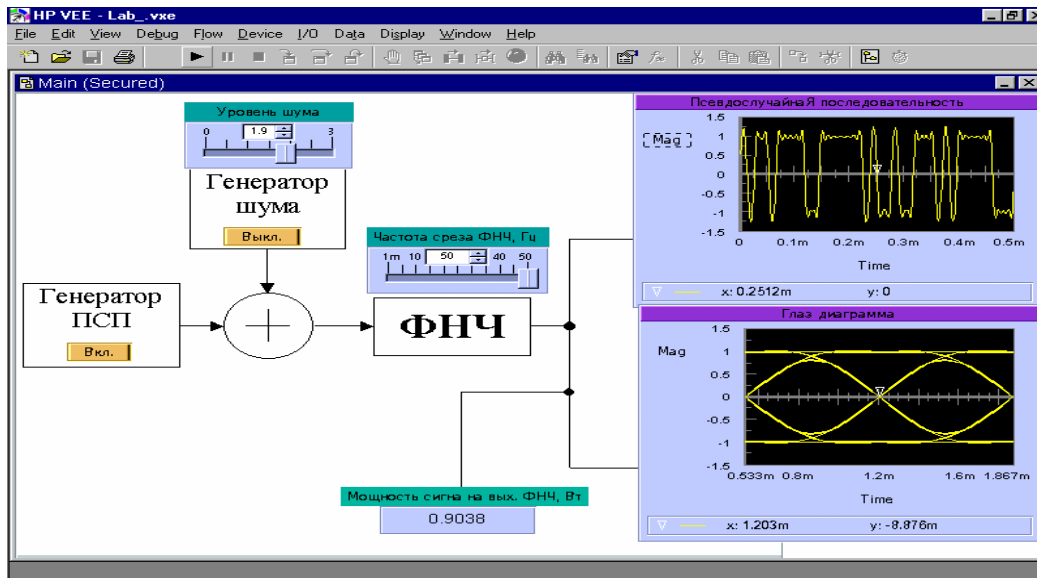 HP VEE - Lab_.vxe
File Edit View Debug Flow Device I/O Data Display Window Help
Main (Secured)
Уровень шума
0 1.9 3
Генератор
шума
Выкл.
Частота среза ФНЧ, Гц
1m 10 50 40 50
Генератор
ПСП
Вкл.
ФНЧ
Мощность сигна на вых. ФНЧ, Вт
0.9038
ПсевдослучайнаЯ последовательность
Mag
1.5
1
0.5
0
-0.5
-1
-1.5
0 0.1m 0.2m 0.3m 0.4m 0.5m
Time
x: 0.2512m y: 0
Глаз диаграмма
Mag
1.5
1
0.5
0
-0.5
-1
-1.5
0.533m 0.8m 1.2m 1.6m 1.867m
Time
x: 1.203m y: -8.876m